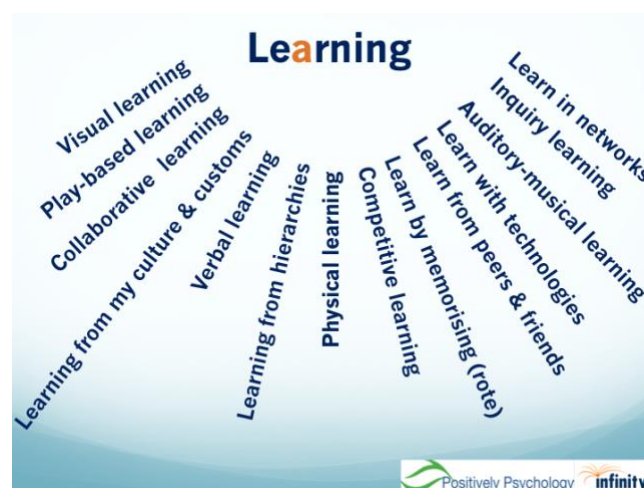 Learning
Visual learning
Play-based learning
Collaborative learning
Learning from my culture & customs
Verbal learning
Learning from hierarchies
Physical learning
Competitive learning
Learn by memorising (rote)
Learn from peers & friends
Learn with technologies
Auditory-musical learning
Inquiry learning
Learn in networks
Positively Psychology
infinity